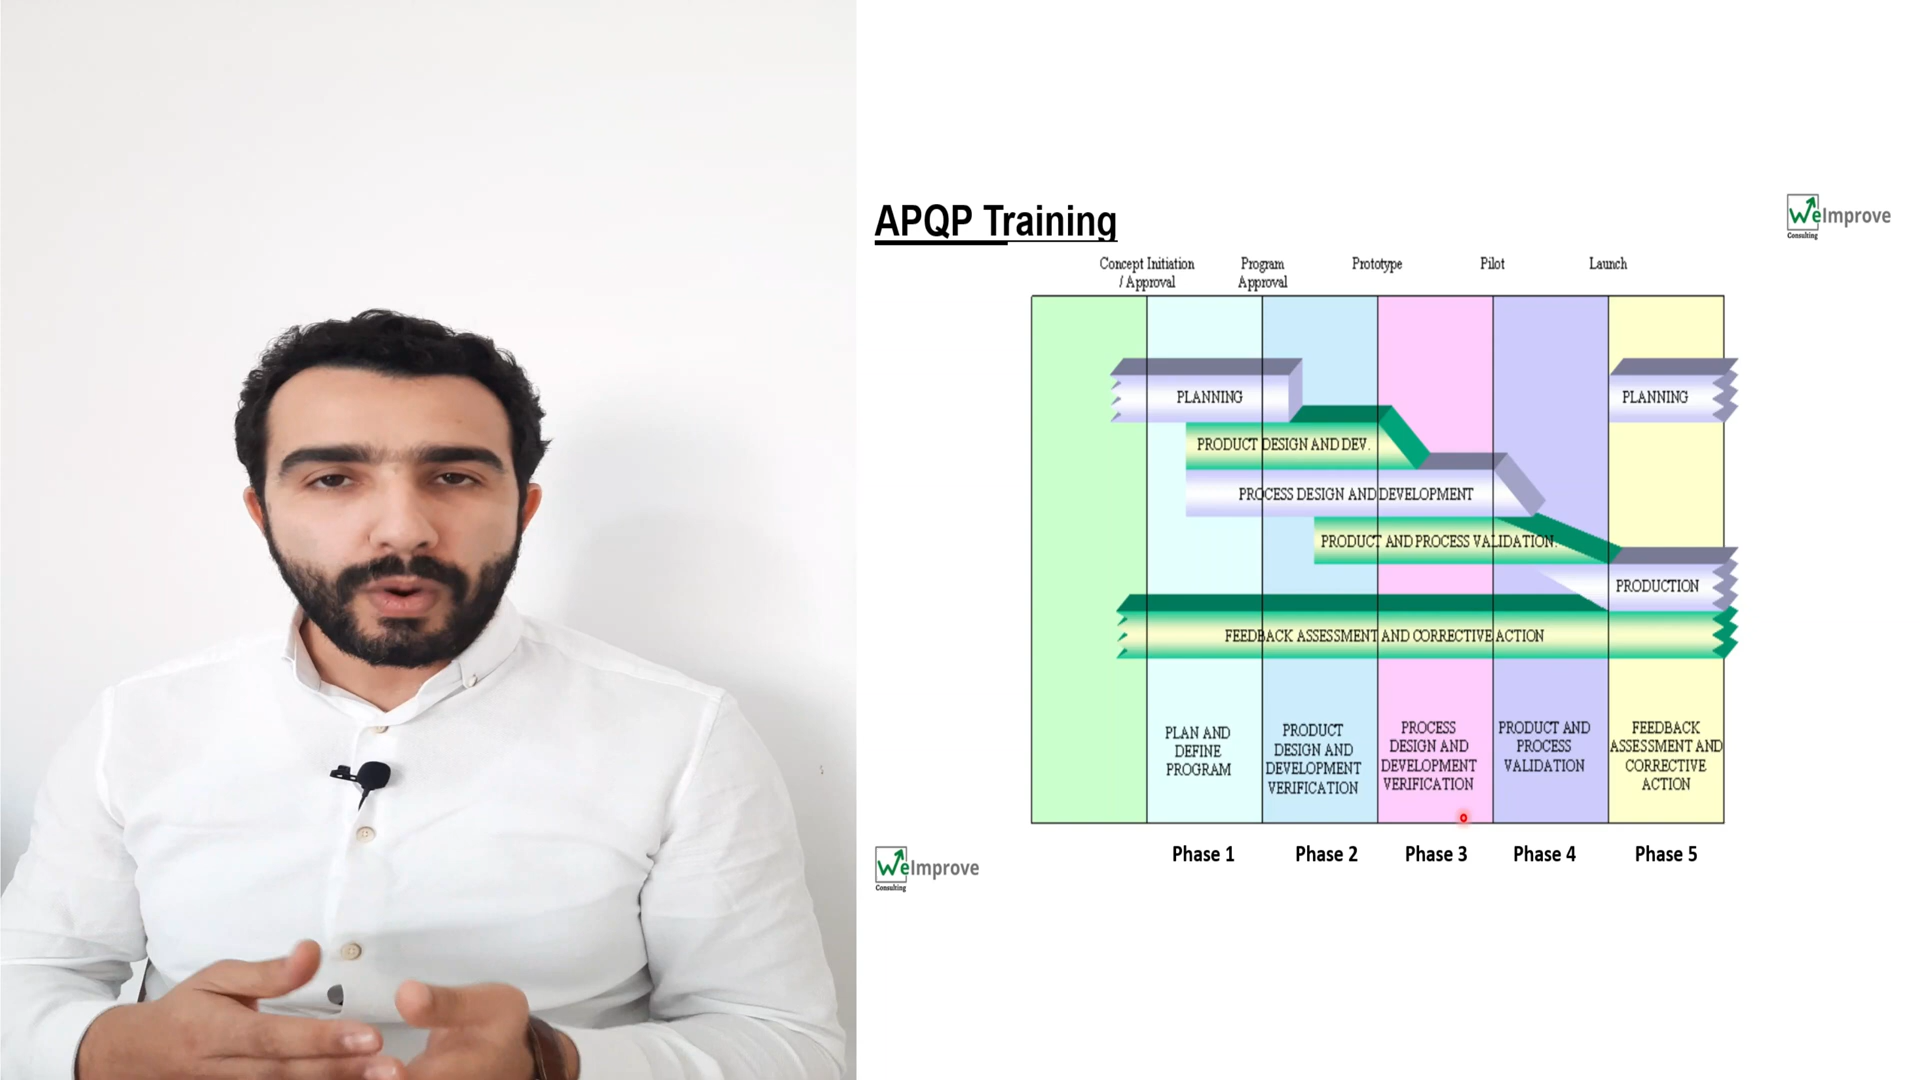 APQP Training
WeImprove
Consulting
Concept Initiation
/ Approval
Program
Approval
Prototype
Pilot
Launch
PLANNING
PLANNING
PRODUCT DESIGN AND DEV.
PROCESS DESIGN AND DEVELOPMENT
PRODUCT AND PROCESS VALIDATION.
PRODUCTION
FEEDBACK ASSESSMENT AND CORRECTIVE ACTION
PLAN AND
DEFINE
PROGRAM
PRODUCT
DESIGN AND
DEVELOPMENT
VERIFICATION
PROCESS
DESIGN AND
DEVELOPMENT
VERIFICATION
PRODUCT AND
PROCESS
VALIDATION
FEEDBACK
ASSESSMENT AND
CORRECTIVE
ACTION
Phase 1
Phase 2
Phase 3
Phase 4
Phase 5
WeImprove
Consulting